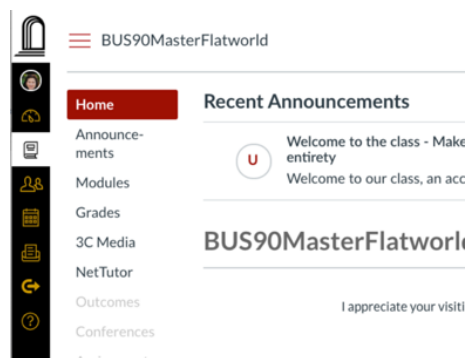 BUS90MasterFlatworld
Home
Announce-
ments
Modules
Grades
3C Media
NetTutor
Outcomes
Conferences
Recent Announcements
U
Welcome to the class - Make
entirety
Welcome to our class, an acc
BUS90MasterFlatworld
I appreciate your visiti